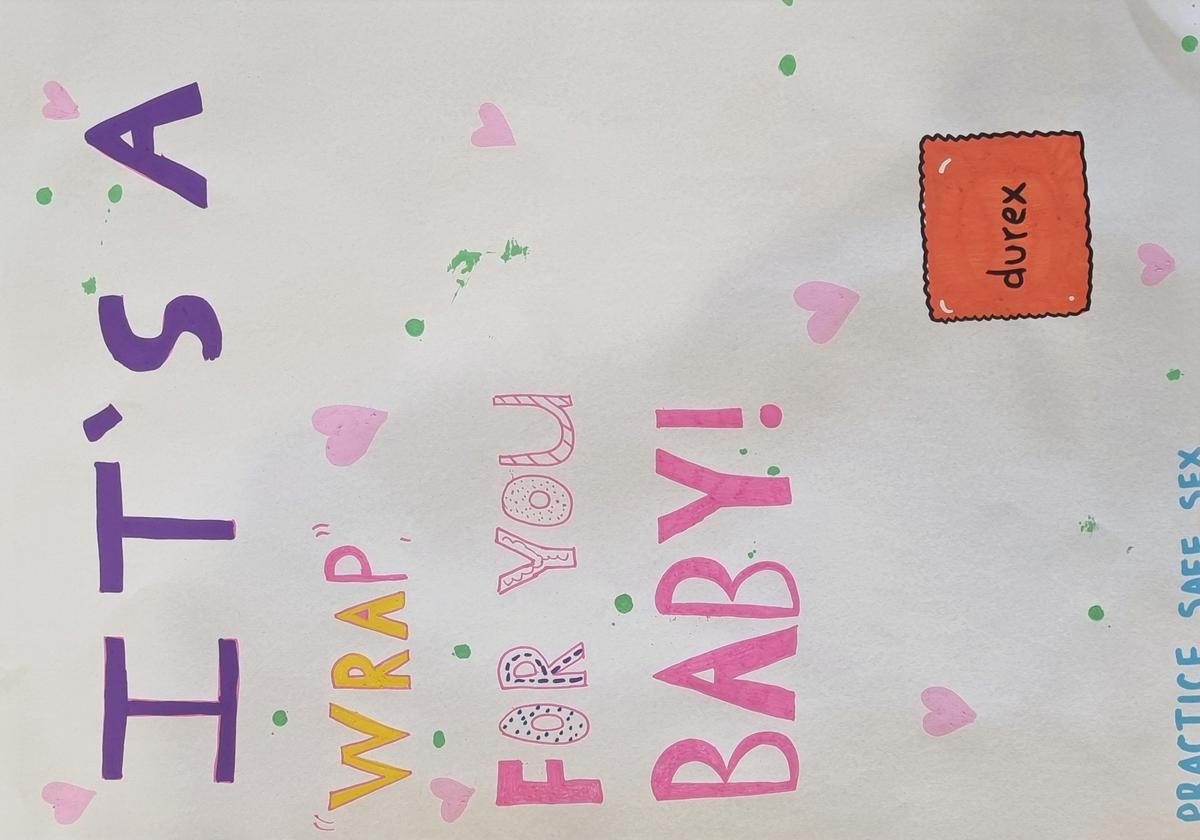 IT'S A
"WRAP",
FOR YOU
BABY!
durex
PRACTICE SAFE SEX